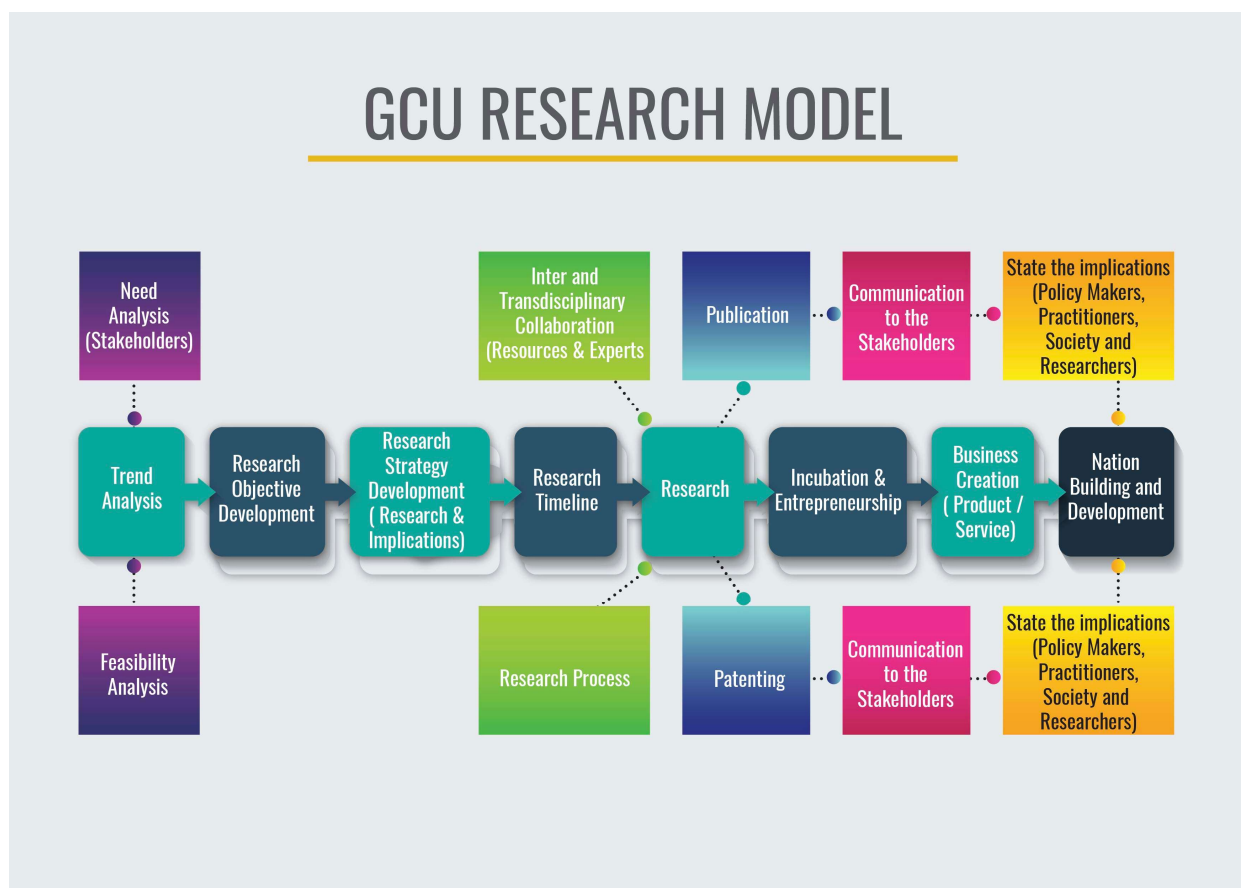 GCU RESEARCH MODEL
Need
Analysis
(Stakeholders)
Inter and
Transdisciplinary
Collaboration
(Resources & Experts
Publication
Communication
to the
Stakeholders
State the implications
(Policy Makers,
Practitioners,
Society and
Researchers)
Trend
Analysis
Research
Objective
Development
Research
Strategy
Development
( Research &
Implications)
Research
Timeline
Research
Incubation &
Entrepreneurship
Business
Creation
( Product /
Service)
Nation
Building and
Development
Feasibility
Analysis
Research Process
Patenting
Communication
to the
Stakeholders
State the implications
(Policy Makers,
Practitioners,
Society and
Researchers)